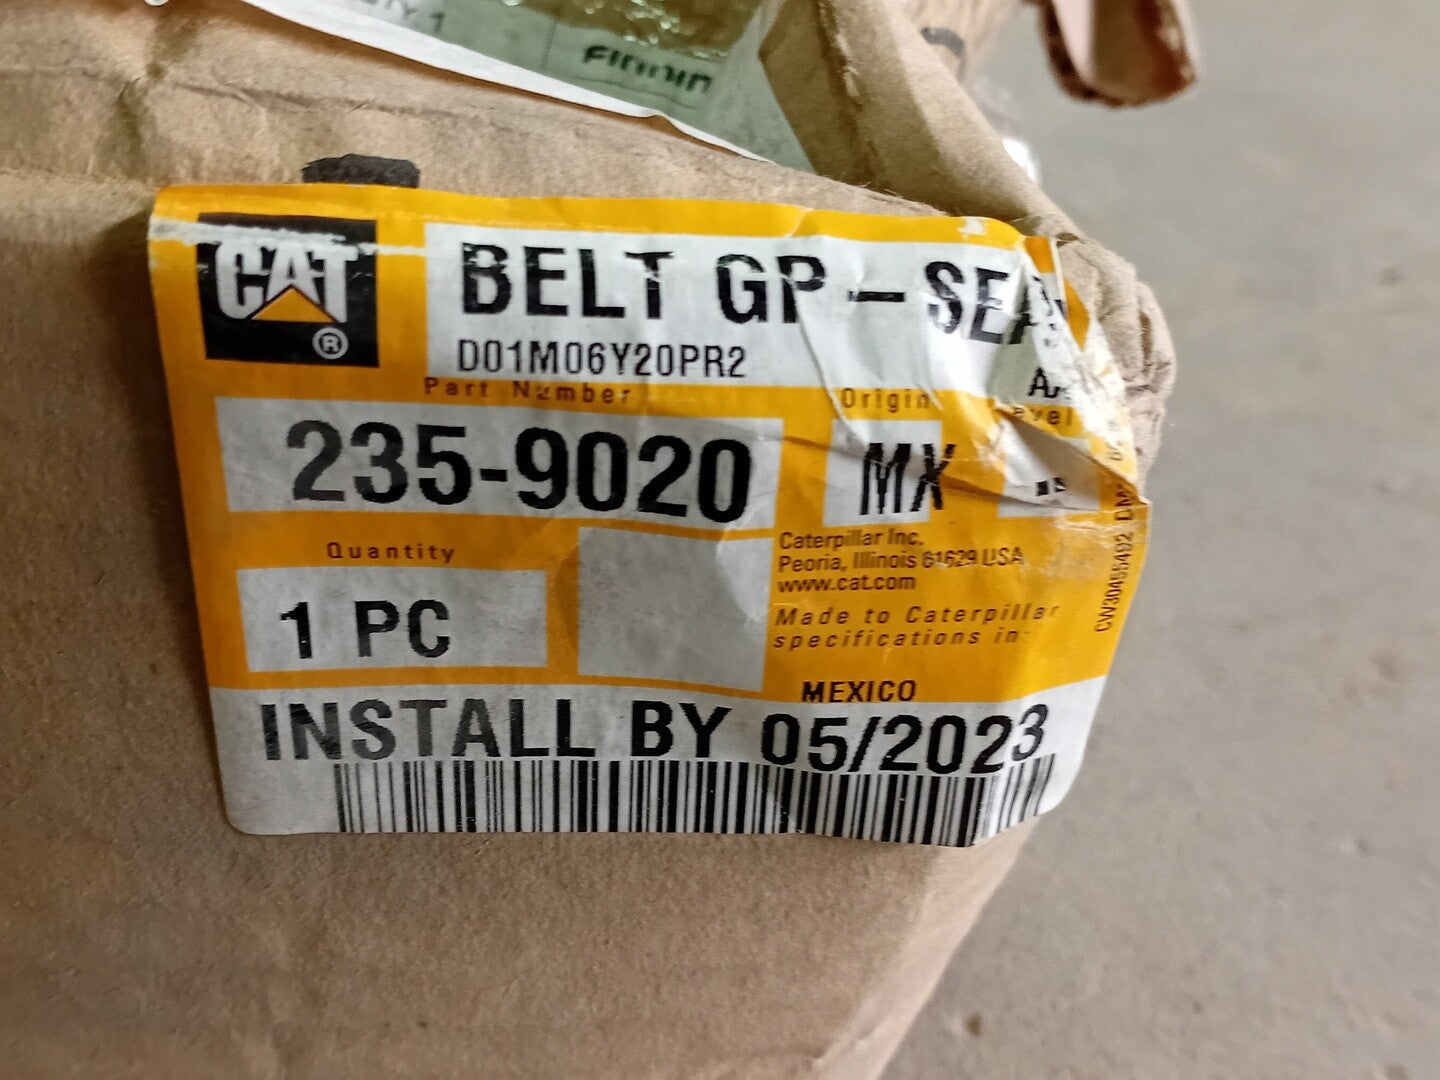 CAT
®
BELT GP-SEA
D01M06Y20PR2
Part Number
Origin
235-9020
MX
Quantity
1 PC
Caterpillar Inc.
Peoria, Illinois 61629 USA
www.cat.com
Made to Caterpillar
specifications in:
MEXICO
INSTALL BY 05/2023